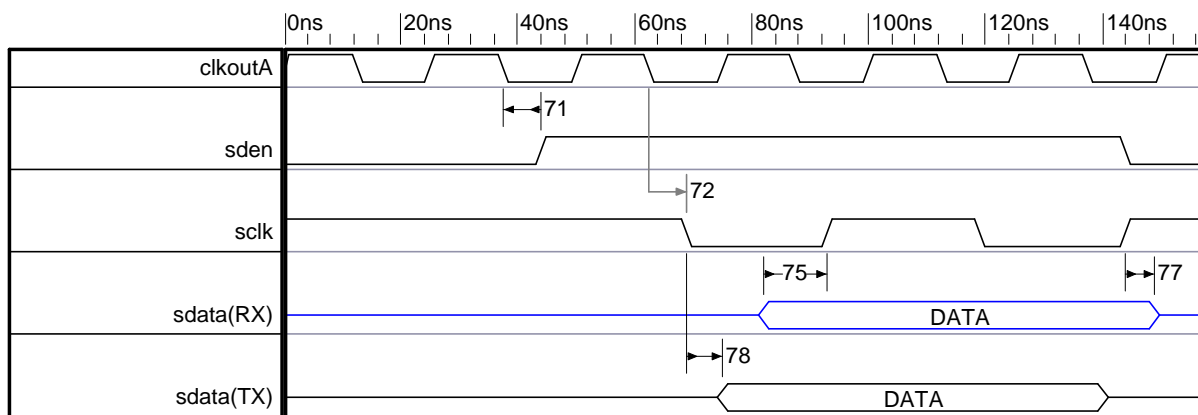 0ns 20ns 40ns 60ns 80ns 100ns 120ns 140ns
clkoutA
71
sden
72
sclk
75 77
sdata(RX) DATA
78
sdata(TX) DATA